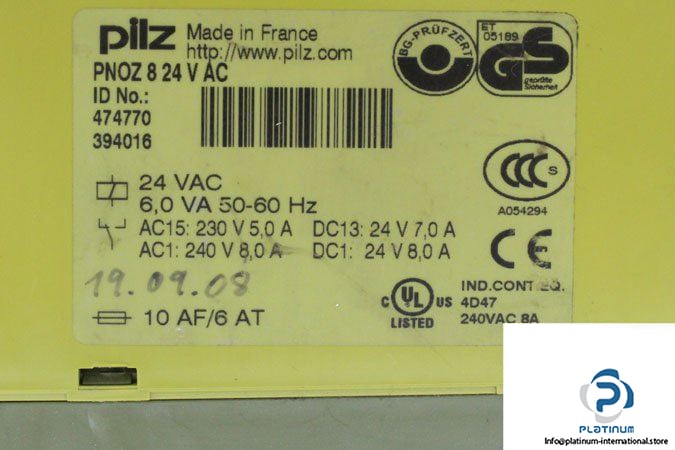 pilz Made in France
http://www.pilz.com
PNOZ 8 24 V AC
ID No.:
474770
394016
BG-PRÜFZERT
ET
05189
GS
geprüfte
Sicherheit
24 VAC
6,0 VA 50-60 Hz
AC15: 230 V 5,0 A DC13: 24 V 7,0 A
AC1: 240 V 8,0 A DC1: 24 V 8,0 A
19.09.08
10 AF/6 AT
CCC S
A054294
CE
C UL US
LISTED
IND.CONT.EQ.
4D47
240VAC 8A
PLATINUM
info@platinum-international.store